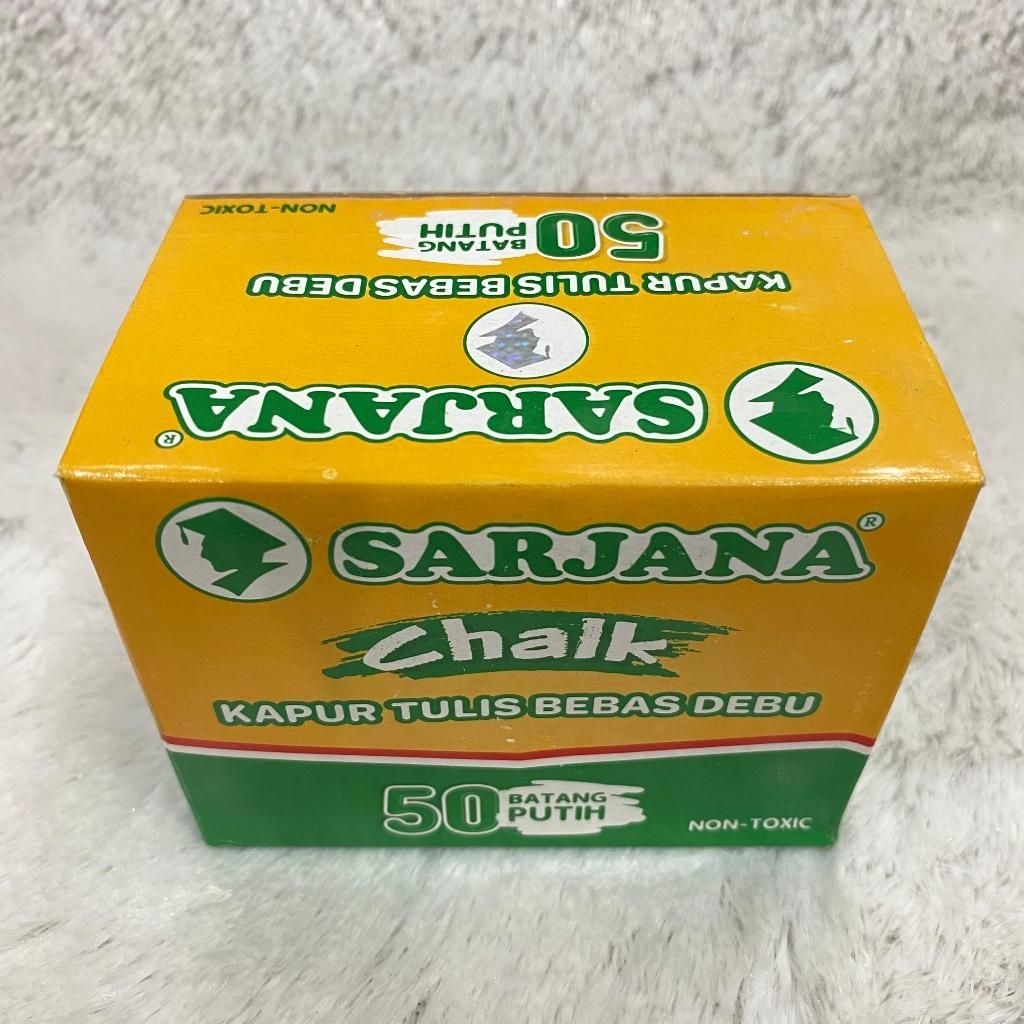 NON-TOXIC
50 BATANG
PUTIH
KAPUR TULIS BEBAS DEBU
SARJANA®
SARJANA®
Chalk
KAPUR TULIS BEBAS DEBU
50 BATANG
PUTIH
NON-TOXIC